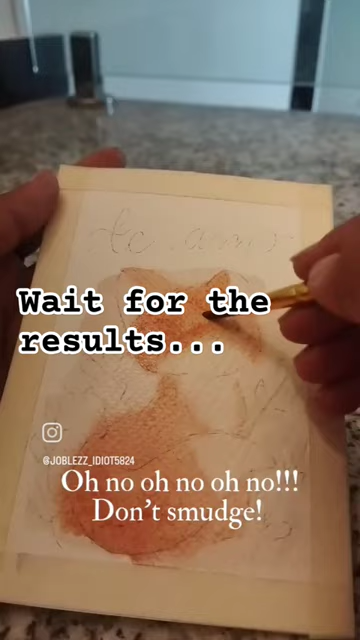 Wait for the
results...
@JOBLEZZ_IDIOT5824
Oh no oh no oh no!!!
Don't smudge!